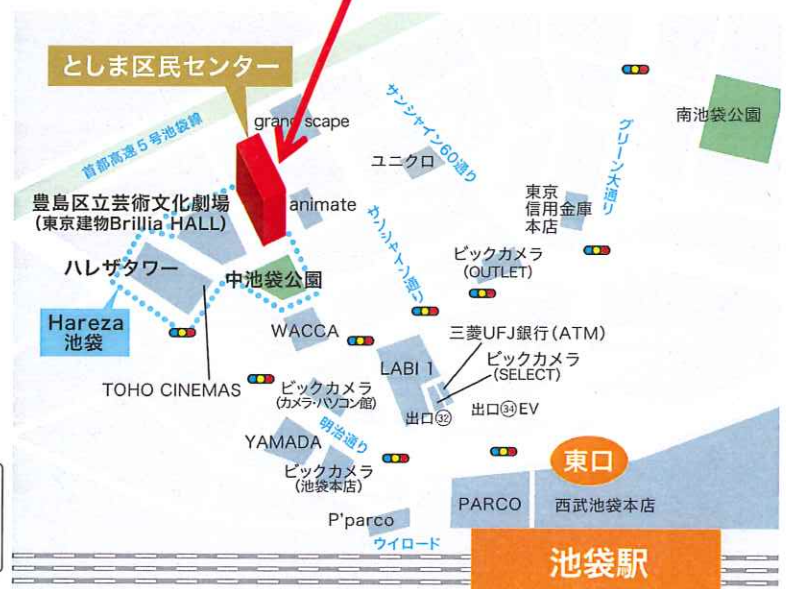 としま区民センター
grand scape
首都高速5号池袋線
サンシャイン60通り
グリーン大通り
南池袋公園
ユニクロ
豊島区立芸術文化劇場
(東京建物Brillia HALL)
animate
東京
信用金庫
本店
サンシャイン通り
ハレザタワー
中池袋公園
ビックカメラ
(OUTLET)
Hareza
池袋
WACCA
三菱UFJ銀行(ATM)
ビックカメラ
(SELECT)
LABI 1
TOHO CINEMAS
ビックカメラ
(カメラ・パソコン館)
出口㉜
出口㉞EV
明治通り
YAMADA
ビックカメラ
(池袋本店)
東口
PARCO
西武池袋本店
P'parco
ウイロード
池袋駅